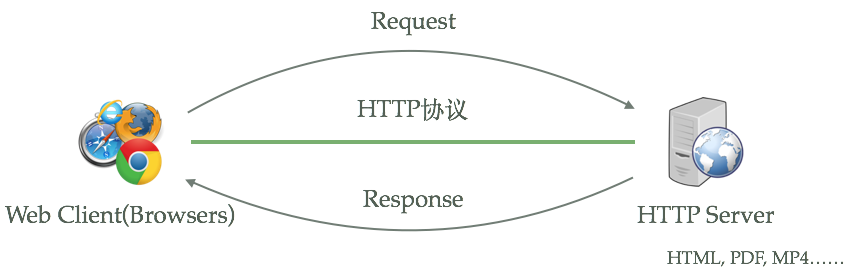 Request
HTTP协议
Response
Web Client(Browsers)
HTTP Server
HTML, PDF, MP4……